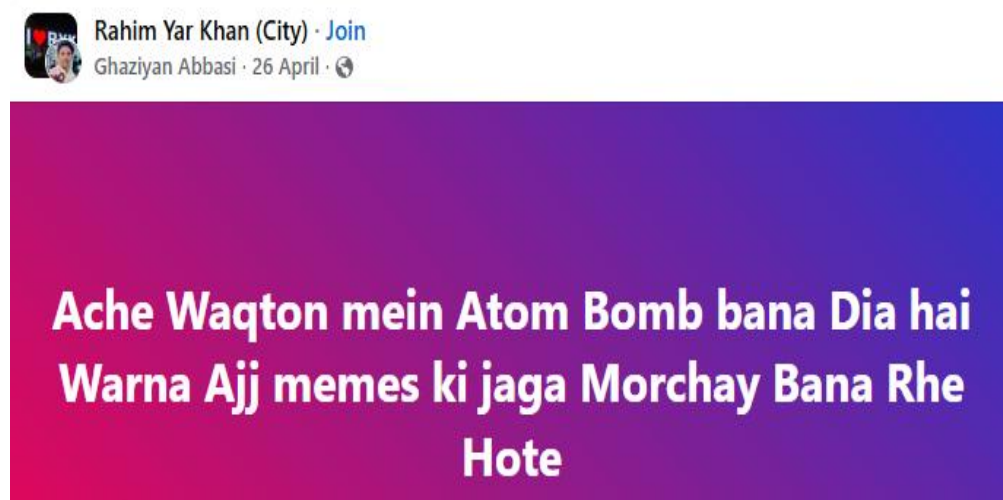 Rahim Yar Khan (City) · Join
Ghaziyan Abbasi · 26 April ·
Ache Waqton mein Atom Bomb bana Dia hai
Warna Ajj memes ki jaga Morchay Bana Rhe
Hote